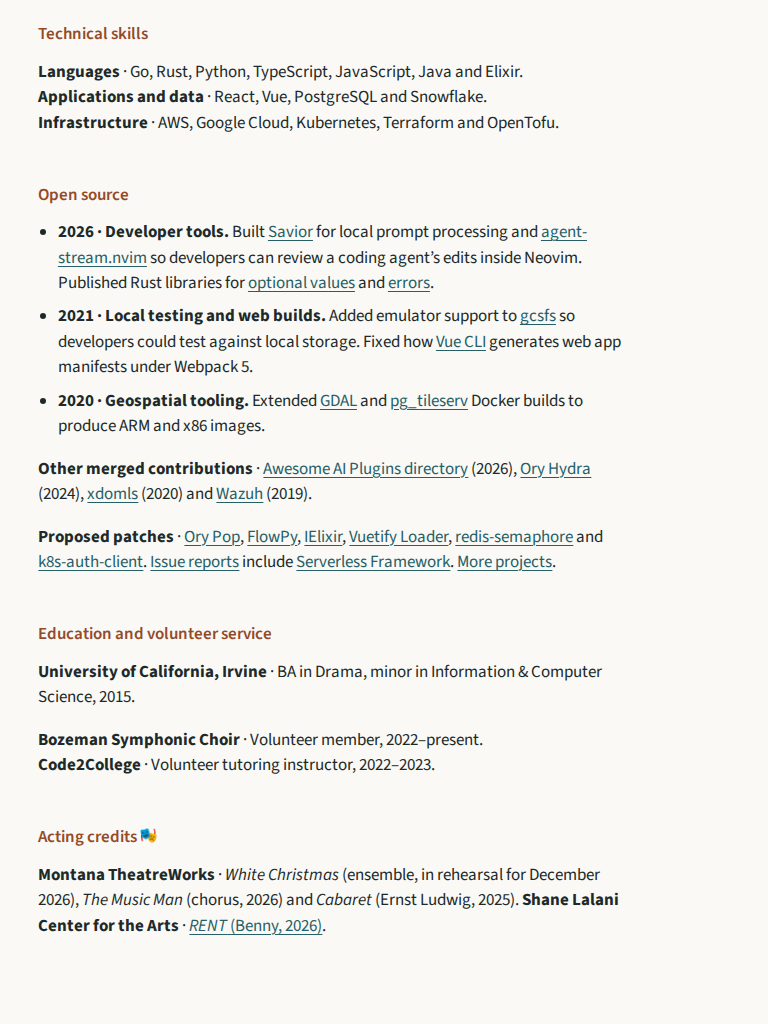 Technical skills
Languages · Go, Rust, Python, TypeScript, JavaScript, Java and Elixir.
Applications and data · React, Vue, PostgreSQL and Snowflake.
Infrastructure · AWS, Google Cloud, Kubernetes, Terraform and OpenTofu.
Open source
• 2026 · Developer tools. Built Savior for local prompt processing and agent-
stream.nvim so developers can review a coding agent’s edits inside Neovim.
Published Rust libraries for optional values and errors.
• 2021 · Local testing and web builds. Added emulator support to gcsfs so
developers could test against local storage. Fixed how Vue CLI generates web app
manifests under Webpack 5.
• 2020 · Geospatial tooling. Extended GDAL and pg_tileserv Docker builds to
produce ARM and x86 images.
Other merged contributions · Awesome AI Plugins directory (2026), Ory Hydra
(2024), xdomls (2020) and Wazuh (2019).
Proposed patches · Ory Pop, FlowPy, IElixir, Vuetify Loader, redis-semaphore and
k8s-auth-client. Issue reports include Serverless Framework. More projects.
Education and volunteer service
University of California, Irvine · BA in Drama, minor in Information & Computer
Science, 2015.
Bozeman Symphonic Choir · Volunteer member, 2022–present.
Code2College · Volunteer tutoring instructor, 2022–2023.
Acting credits 🎭
Montana TheatreWorks · White Christmas (ensemble, in rehearsal for December
2026), The Music Man (chorus, 2026) and Cabaret (Ernst Ludwig, 2025). Shane Lalani
Center for the Arts · RENT (Benny, 2026).